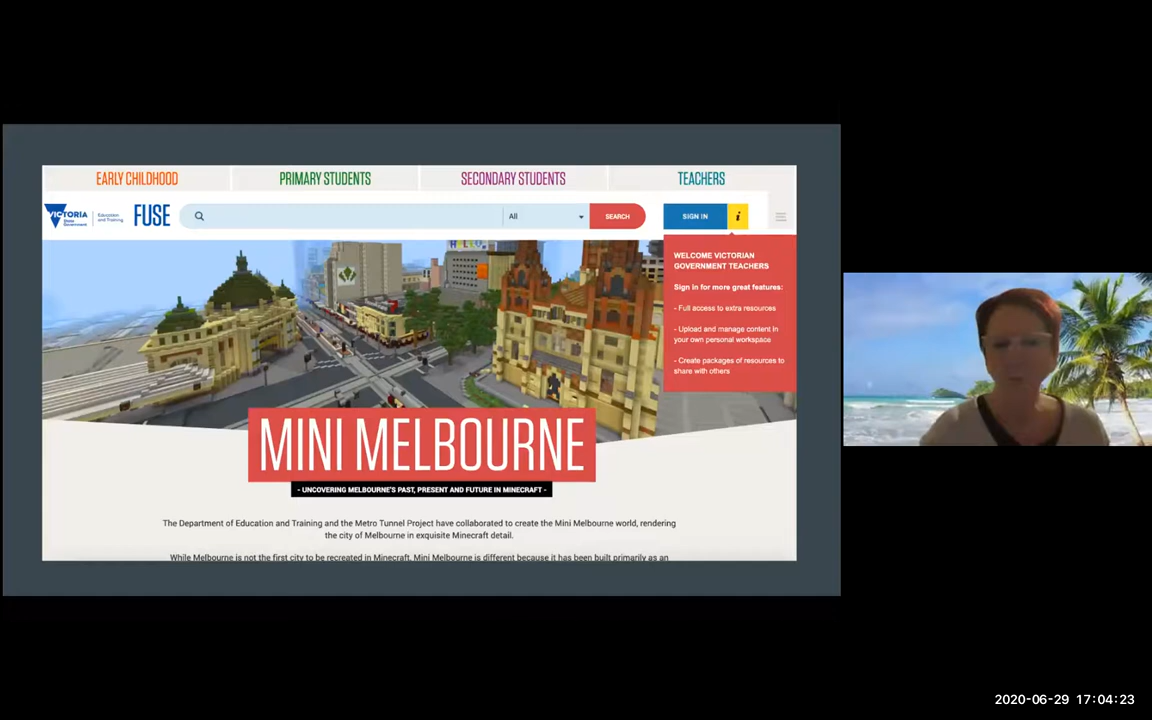 EARLY CHILDHOOD
PRIMARY STUDENTS
SECONDARY STUDENTS
TEACHERS
VICTORIA
State
Government
Education
and Training
FUSE
All
SEARCH
SIGN IN
i
WELCOME VICTORIAN
GOVERNMENT TEACHERS
Sign in for more great features:
- Full access to extra resources
- Upload and manage content in
your own personal workspace
- Create packages of resources to
share with others
MINI MELBOURNE
- UNCOVERING MELBOURNE'S PAST, PRESENT AND FUTURE IN MINECRAFT -
The Department of Education and Training and the Metro Tunnel Project have collaborated to create the Mini Melbourne world, rendering
the city of Melbourne in exquisite Minecraft detail.
While Melbourne is not the first city to be recreated in Minecraft, Mini Melbourne is different because it has been built primarily as an
2020-06-29 17:04:23